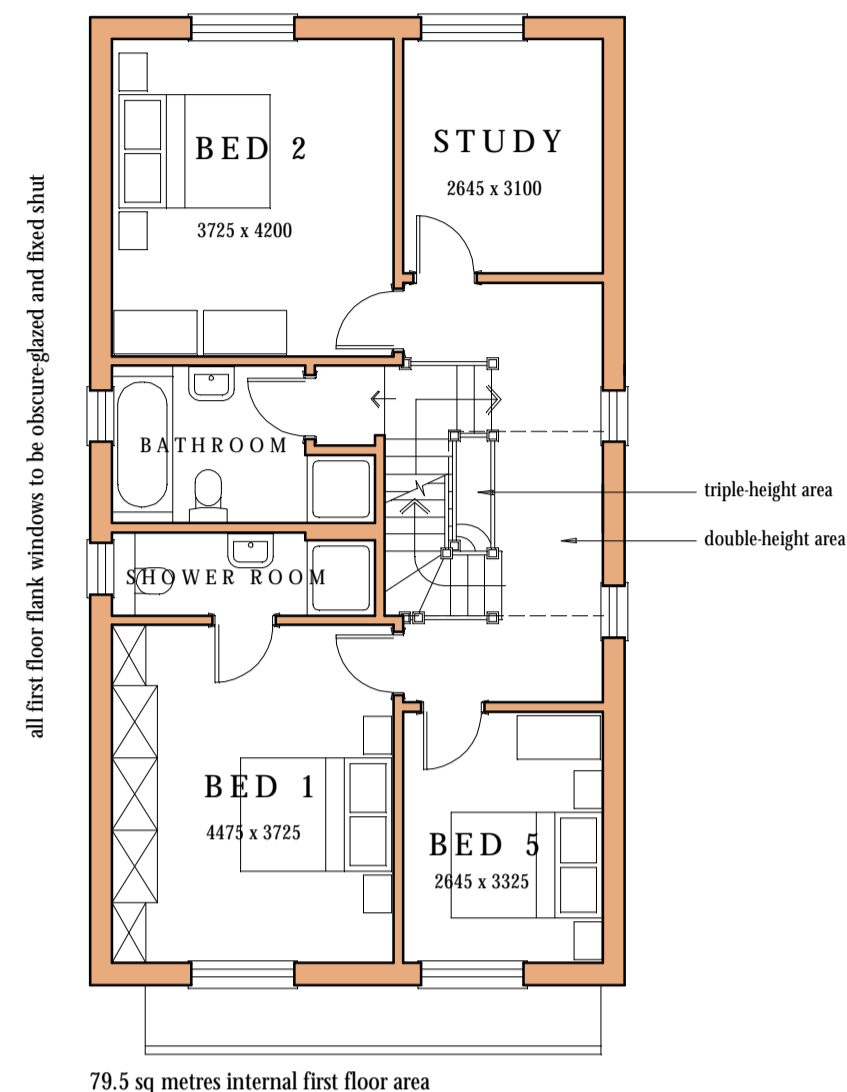 BED 2
3725 x 4200
STUDY
2645 x 3100
all first floor flank windows to be obscure-glazed and fixed shut
BATHROOM
triple-height area
double-height area
SHOWER ROOM
BED 1
4475 x 3725
BED 5
2645 x 3325
79.5 sq metres internal first floor area